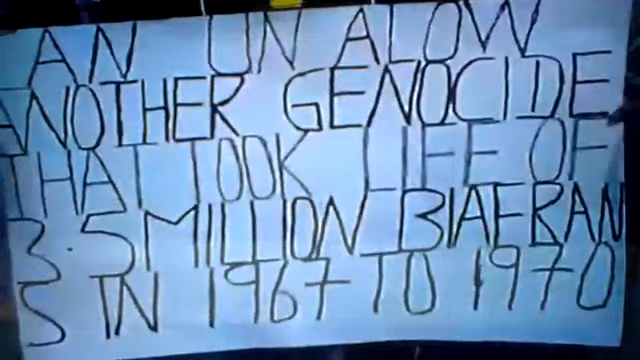 AN UN ALOW
ANOTHER GENOCIDE
THAT TOOK LIFE OF
3.5MILLION BIAFRAN
S IN 1967 TO 1970